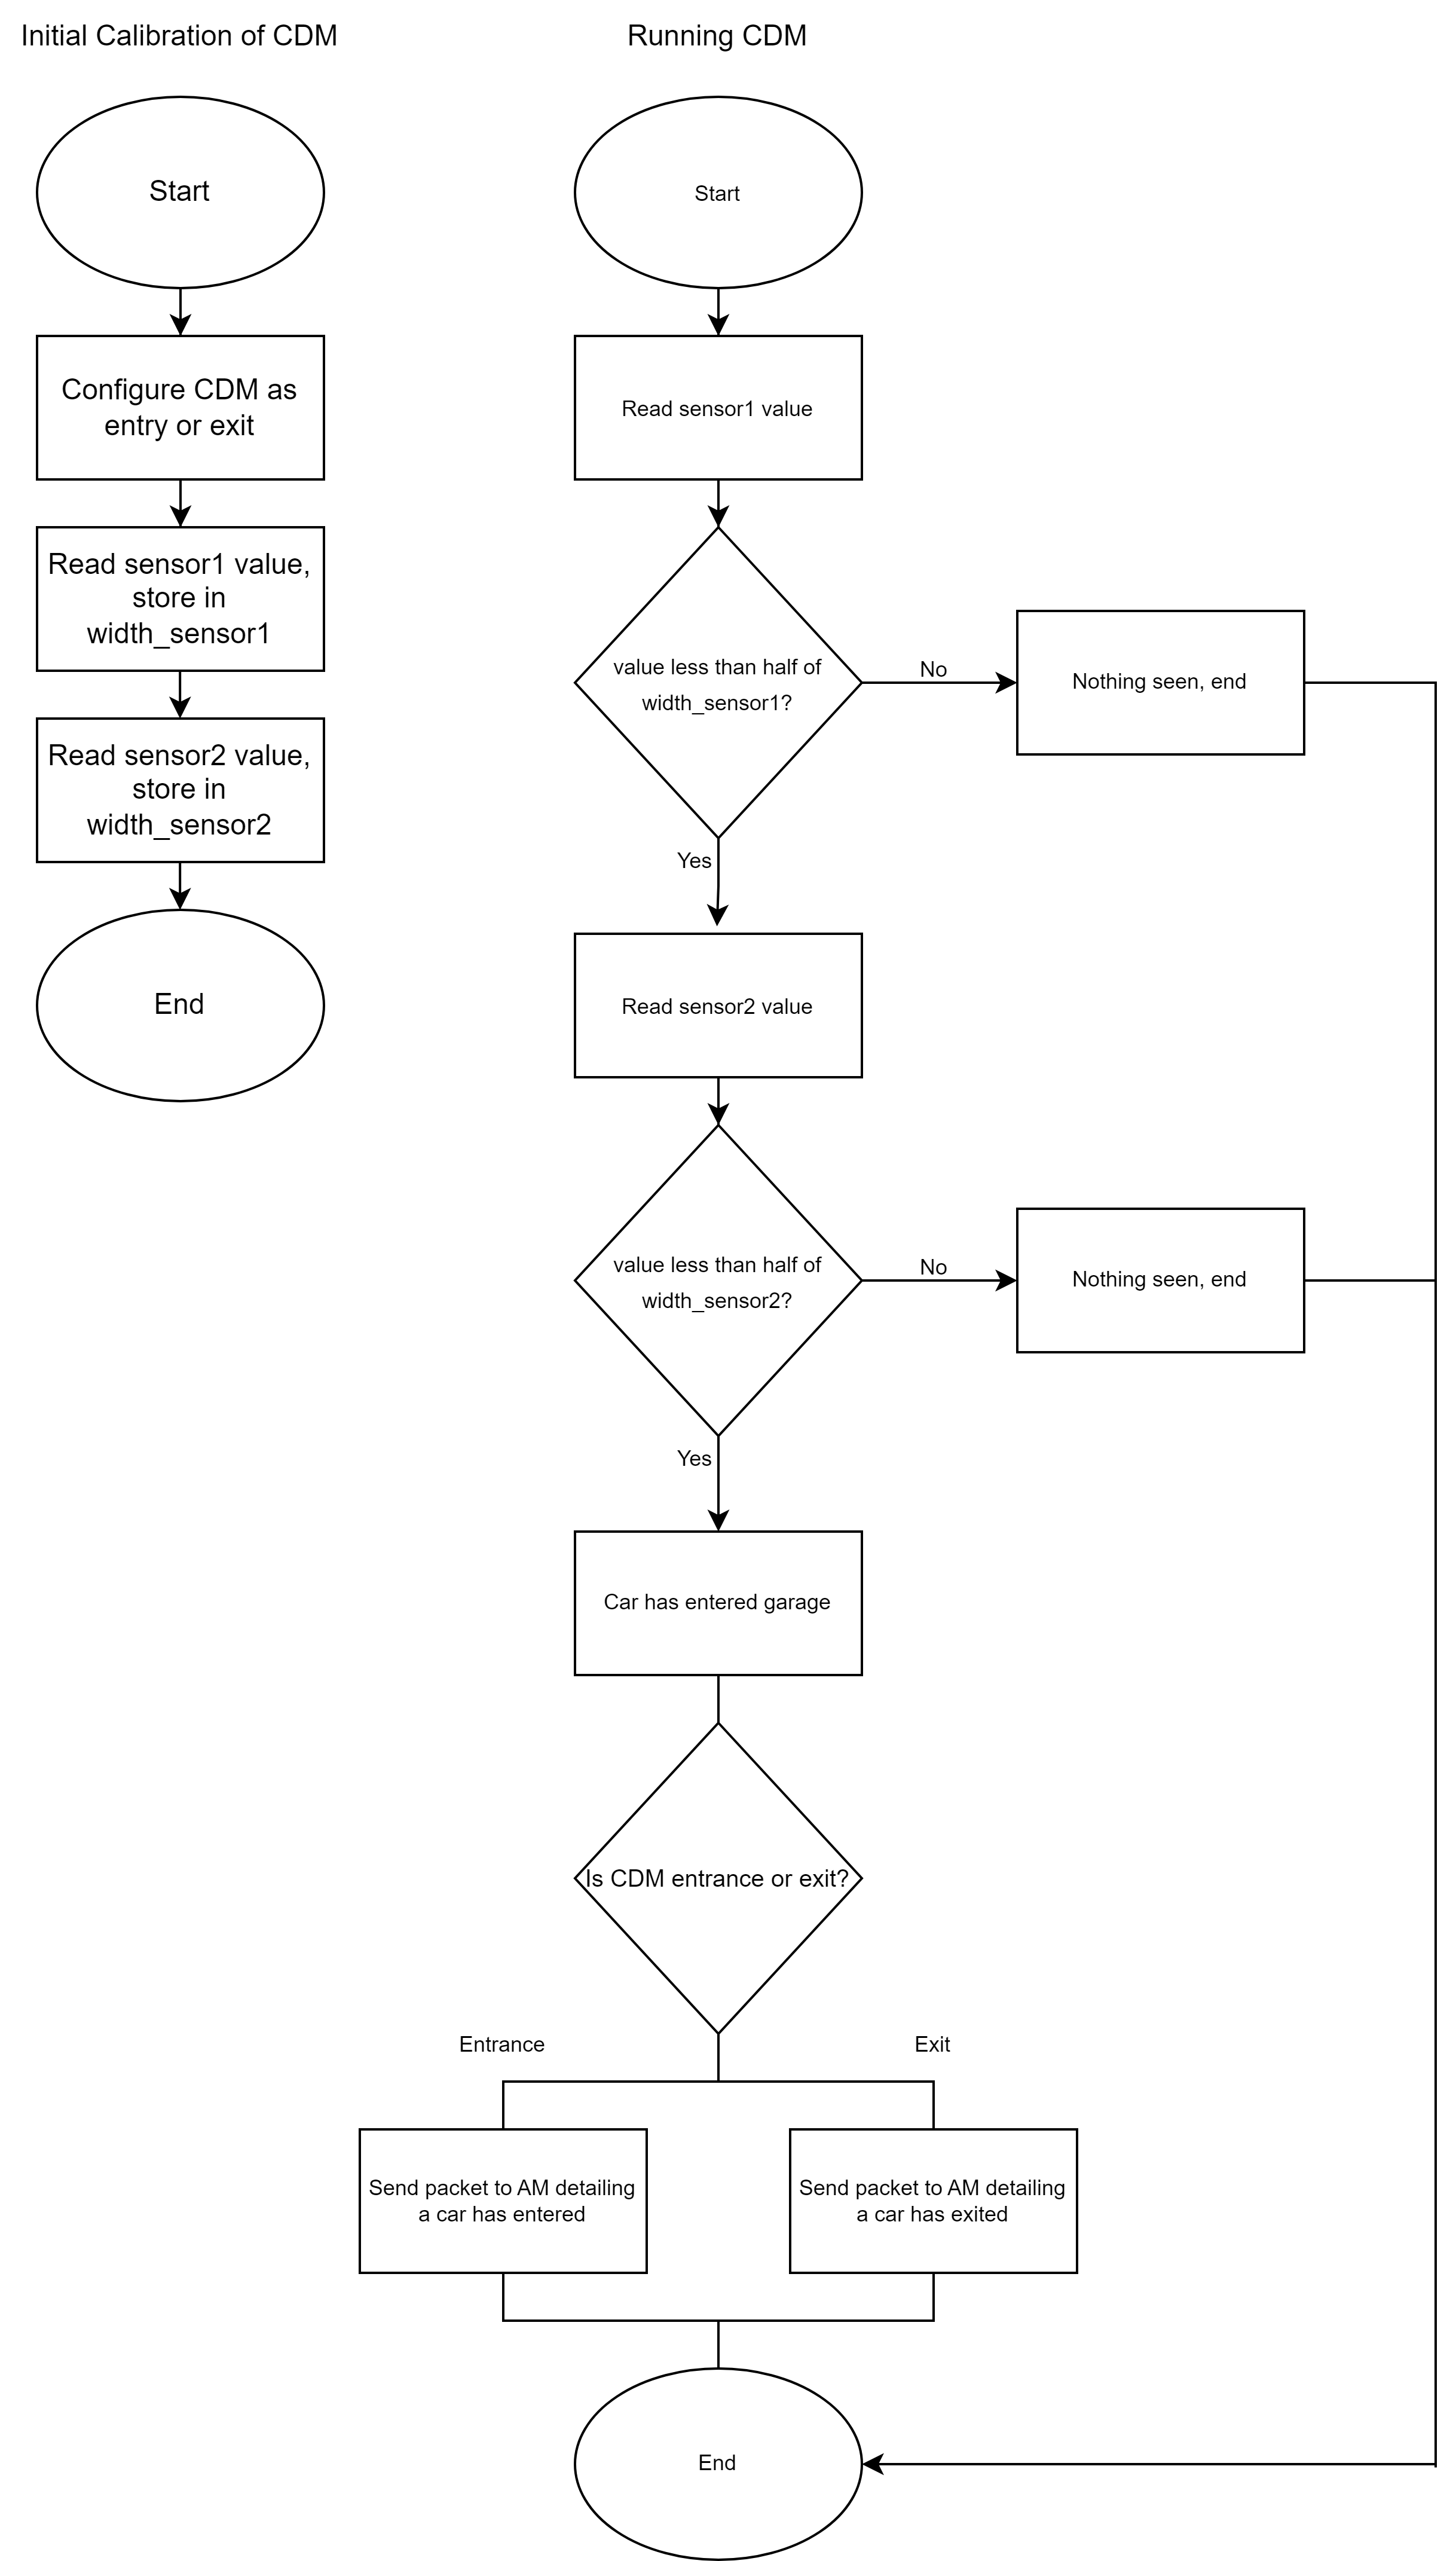 Initial Calibration of CDM
Start
Configure CDM as
entry or exit
Read sensor1 value,
store in
width_sensor1
Read sensor2 value,
store in
width_sensor2
End
Running CDM
Start
Read sensor1 value
value less than half of
width_sensor1?
No
Nothing seen, end
Yes
Read sensor2 value
value less than half of
width_sensor2?
No
Nothing seen, end
Yes
Car has entered garage
Is CDM entrance or exit?
Entrance
Exit
Send packet to AM detailing
a car has entered
Send packet to AM detailing
a car has exited
End